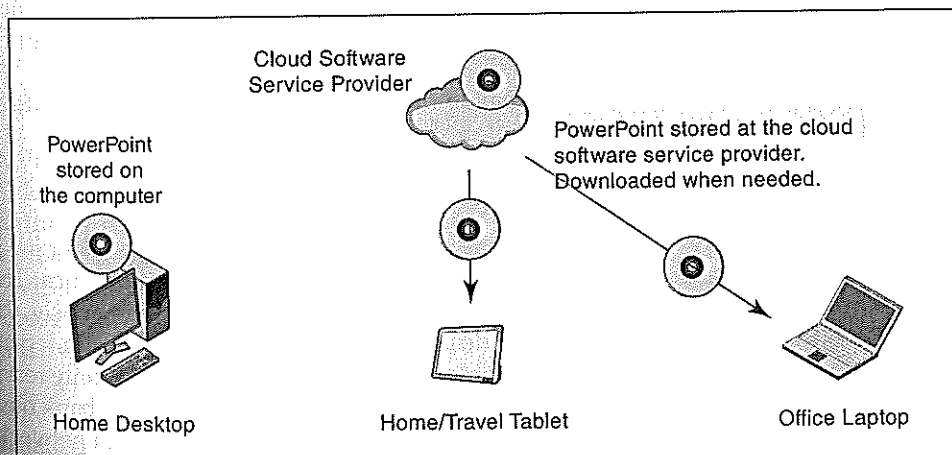 Cloud Software
Service Provider
PowerPoint
stored on
the computer
PowerPoint stored at the cloud
software service provider.
Downloaded when needed.
Home Desktop
Home/Travel Tablet
Office Laptop